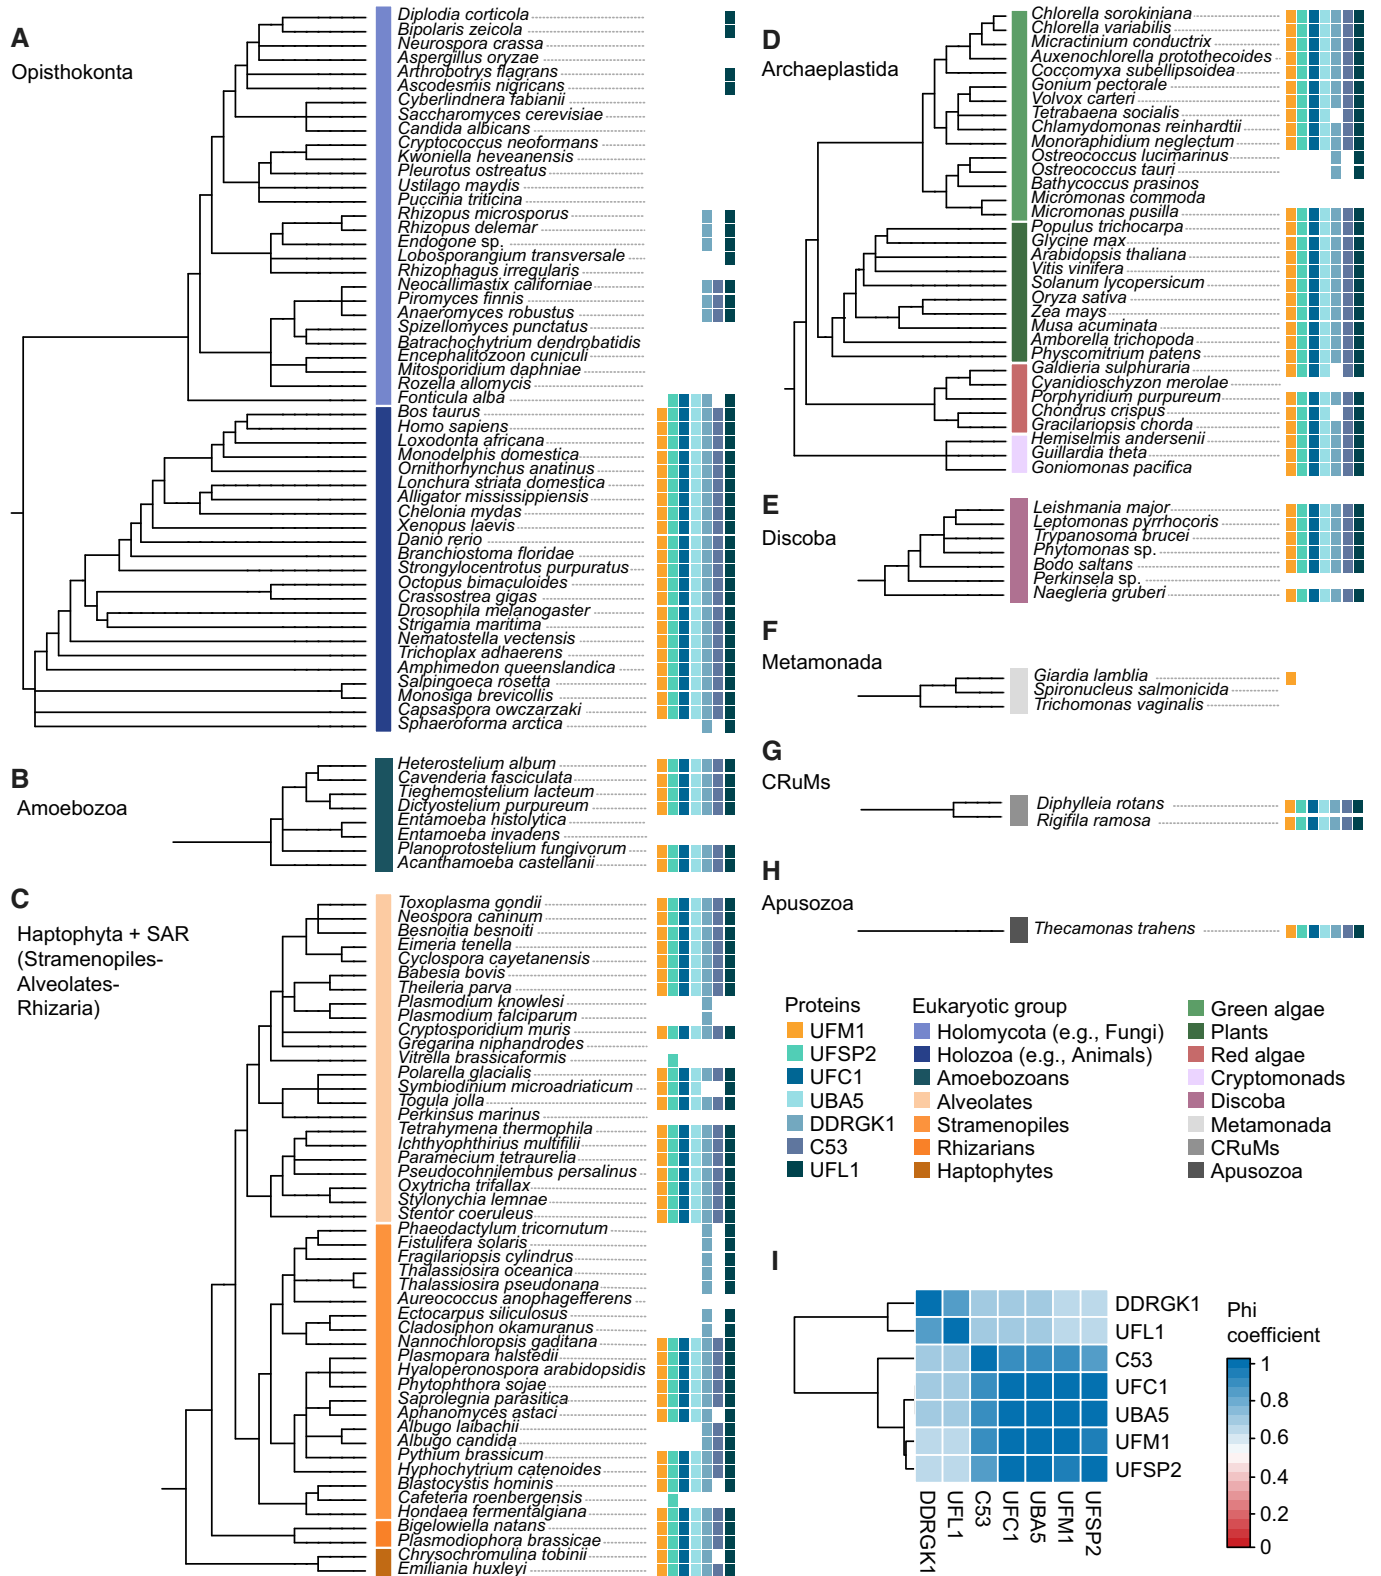 A
Opisthokonta
Diplodia corticola
Bipolaris zeicola
Neurospora crassa
Aspergillus oryzae
Arthrobotrys flagrans
Ascodesmis nigricans
Cyberlindnera fabianii
Saccharomyces cerevisiae
Candida albicans
Cryptococcus neoformans
Kwoniella heveanensis
Pleurotus ostreatus
Ustilago maydis
Puccinia triticina
Rhizopus microsporus
Rhizopus delemar
Endogone sp.
Lobosporangium transversale
Rhizophagus irregularis
Neocallimastix californiae
Piromyces finnis
Anaeromyces robustus
Spizellomyces punctatus
Batrachochytrium dendrobatidis
Encephalitozoon cuniculi
Mitosporidium daphniae
Rozella allomycis
Fonticula alba
Bos taurus
Homo sapiens
Loxodonta africana
Monodelphis domestica
Ornithorhynchus anatinus
Lonchura striata domestica
Alligator mississippiensis
Chelonia mydas
Xenopus laevis
Danio rerio
Branchiostoma floridae
Strongylocentrotus purpuratus
Octopus bimaculoides
Crassostrea gigas
Drosophila melanogaster
Strigamia maritima
Nematostella vectensis
Trichoplax adhaerens
Amphimedon queenslandica
Salpingoeca rosetta
Monosiga brevicollis
Capsaspora owczarzaki
Sphaeroforma arctica
B
Amoebozoa
Heterostelium album
Cavenderia fasciculata
Tieghemostelium lacteum
Dictyostelium purpureum
Entamoeba histolytica
Entamoeba invadens
Planoprotostelium fungivorum
Acanthamoeba castellanii
C
Haptophyta + SAR
(Stramenopiles-
Alveolates-
Rhizaria)
Toxoplasma gondii
Neospora caninum
Besnoitia besnoiti
Eimeria tenella
Cyclospora cayetanensis
Babesia bovis
Theileria parva
Plasmodium knowlesi
Plasmodium falciparum
Cryptosporidium muris
Gregarina niphandrodes
Vitrella brassicaformis
Polarella glacialis
Symbiodinium microadriaticum
Togula jolla
Perkinsus marinus
Tetrahymena thermophila
Ichthyophthirius multifilii
Paramecium tetraurelia
Pseudocohnilembus persalinus
Oxytricha trifallax
Stylonychia lemnae
Stentor coeruleus
Phaeodactylum tricornutum
Fistulifera solaris
Fragilariopsis cylindrus
Thalassiosira oceanica
Thalassiosira pseudonana
Aureococcus anophagefferens
Ectocarpus siliculosus
Cladosiphon okamuranus
Nannochloropsis gaditana
Plasmopara halstedii
Hyaloperonospora arabidopsidis
Phytophthora sojae
Saprolegnia parasitica
Aphanomyces astaci
Albugo laibachii
Albugo candida
Pythium brassicum
Hyphochytrium catenoides
Blastocystis hominis
Cafeteria roenbergensis
Hondaea fermentalgiana
Bigelowiella natans
Plasmodiophora brassicae
Chrysochromulina tobinii
Emiliania huxleyi
D
Archaeplastida
Chlorella sorokiniana
Chlorella variabilis
Micractinium conductrix
Auxenochlorella protothecoides
Coccomyxa subellipsoidea
Gonium pectorale
Volvox carteri
Tetrabaena socialis
Chlamydomonas reinhardtii
Monoraphidium neglectum
Ostreococcus lucimarinus
Ostreococcus tauri
Bathycoccus prasinos
Micromonas commoda
Micromonas pusilla
Populus trichocarpa
Glycine max
Arabidopsis thaliana
Vitis vinifera
Solanum lycopersicum
Oryza sativa
Zea mays
Musa acuminata
Amborella trichopoda
Physcomitrium patens
Galdieria sulphuraria
Cyanidioschyzon merolae
Porphyridium purpureum
Chondrus crispus
Gracilariopsis chorda
Hemiselmis andersenii
Guillardia theta
Goniomonas pacifica
E
Discoba
Leishmania major
Leptomonas pyrrhocoris
Trypanosoma brucei
Phytomonas sp.
Bodo saltans
Perkinsela sp.
Naegleria gruberi
F
Metamonada
Giardia lamblia
Spironucleus salmonicida
Trichomonas vaginalis
G
CRuMs
Diphylleia rotans
Rigifila ramosa
H
Apusozoa
Thecamonas trahens
Proteins
UFM1
UFSP2
UFC1
UBA5
DDRGK1
C53
UFL1
Eukaryotic group
Holomycota (e.g., Fungi)
Holozoa (e.g., Animals)
Amoebozoans
Alveolates
Stramenopiles
Rhizarians
Haptophytes
Green algae
Plants
Red algae
Cryptomonads
Discoba
Metamonada
CRuMs
Apusozoa
I
DDRGK1
UFL1
C53
UFC1
UBA5
UFM1
UFSP2
DDRGK1
UFL1
C53
UFC1
UBA5
UFM1
UFSP2
Phi
coefficient
1
0.8
0.6
0.4
0.2
0